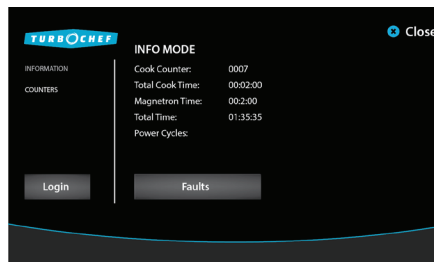 TURBOCHEF
Close
INFO MODE
INFORMATION
COUNTERS
Cook Counter: 0007
Total Cook Time: 00:02:00
Magnetron Time: 00:2:00
Total Time: 01:35:35
Power Cycles:
Login
Faults